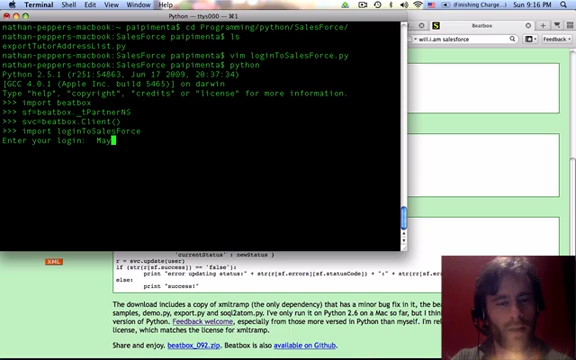 Terminal Shell Edit View Window Help
Sun 9:16 PM
(Finishing Charge...
Python — ttys000 — ⌘1
Beatbox
will.i.am salesforce
nathan-peppers-macbook:~ paipimenta$ cd Programming/python/SalesForce/
nathan-peppers-macbook:SalesForce paipimenta$ ls
exportTutorAddressList.py
nathan-peppers-macbook:SalesForce paipimenta$ vim loginToSalesForce.py
nathan-peppers-macbook:SalesForce paipimenta$ python
Python 2.5.1 (r251:54863, Jun 17 2009, 20:37:34)
[GCC 4.0.1 (Apple Inc. build 5465)] on darwin
Type "help", "copyright", "credits" or "license" for more information.
>>> import beatbox
>>> sf=beatbox._tPartnerNS
>>> svc=beatbox.Client()
>>> import loginToSalesForce
Enter your login: May
XML
'currentStatus' : newStatus }
r = svc.update(user)
if (str(r[sf.success]) == 'false'):
print "error updating status:" + str(r[sf.errors][sf.statusCode]) + ":" +
else:
print "success!"
The download includes a copy of xmltramp (the only dependency) that has a minor bug fix in it, the
samples, demo.py, export.py and soql2atom.py. I've only run it on Python 2.6 on a Mac so far, but
version of Python. Feedback welcome, especially from those more versed in Python than myself. I'm
license, which matches the license for xmltramp.
Share and enjoy. beatbox_092.zip. Beatbox is also available on Github.